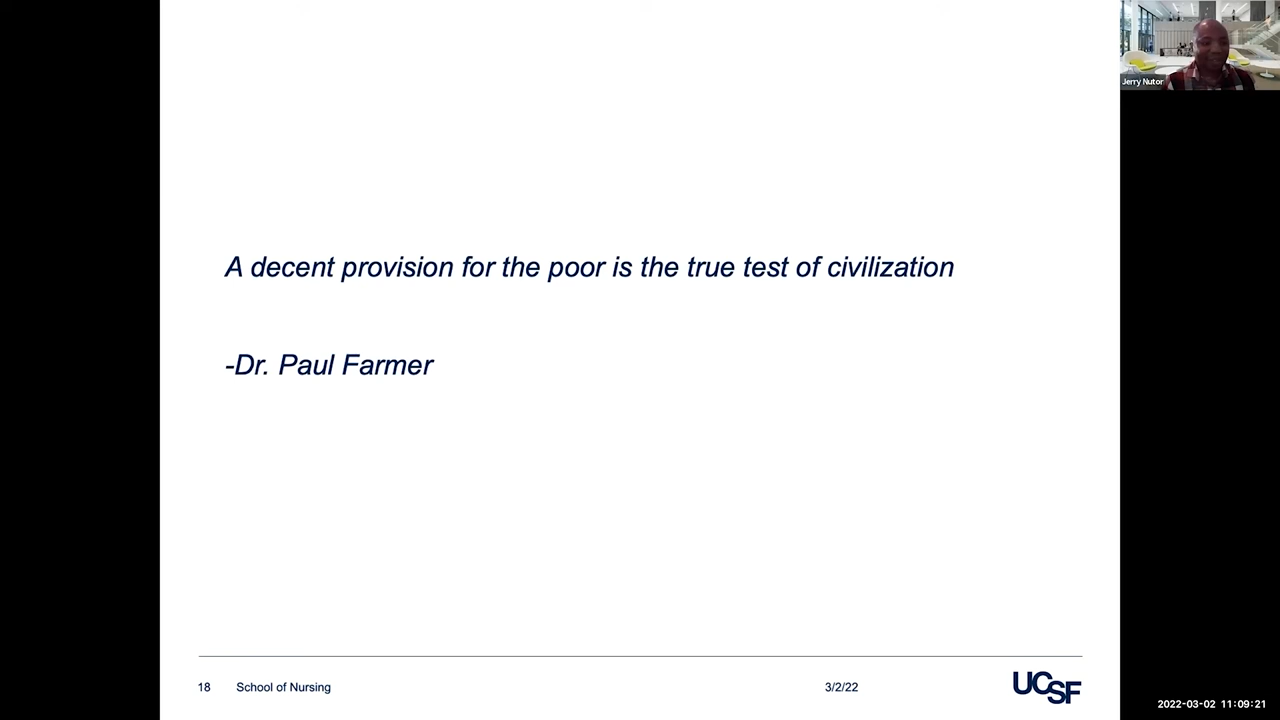 Jerry Nutor
A decent provision for the poor is the true test of civilization
-Dr. Paul Farmer
18 School of Nursing 3/2/22 UCSF
2022-03-02 11:09:21